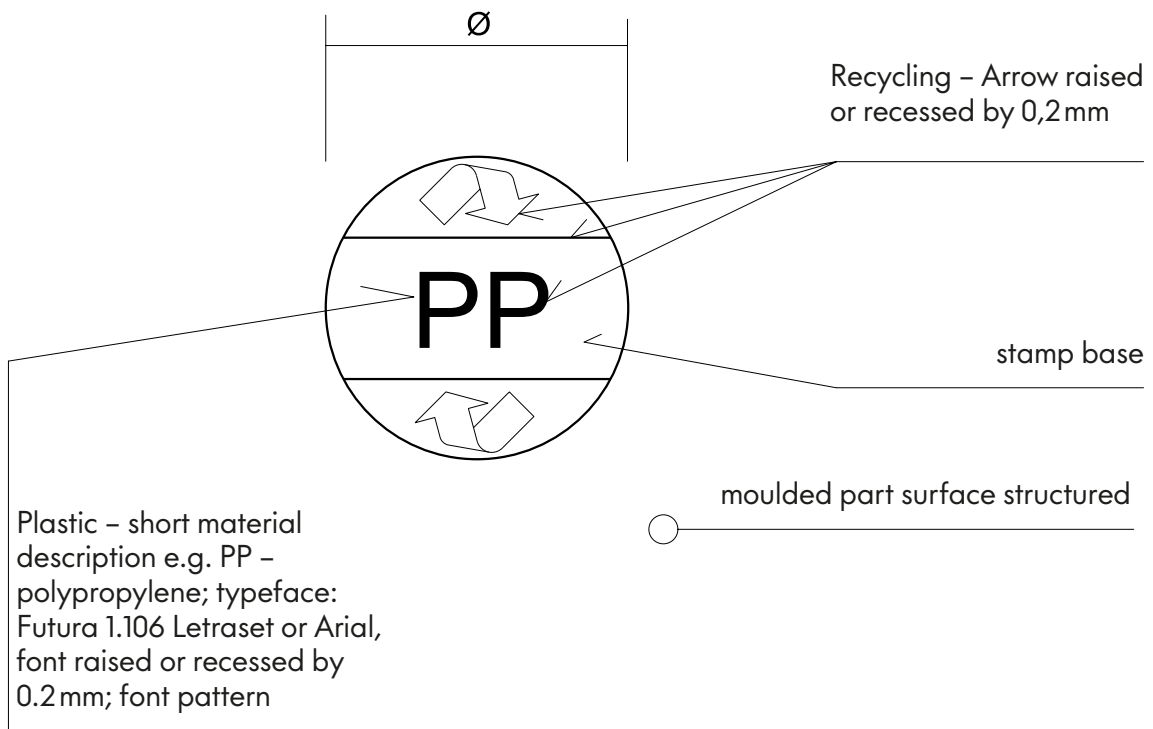 Ø
Recycling – Arrow raised
or recessed by 0,2 mm
PP
stamp base
moulded part surface structured
Plastic – short material
description e.g. PP –
polypropylene; typeface:
Futura 1.106 Letraset or Arial,
font raised or recessed by
0.2 mm; font pattern